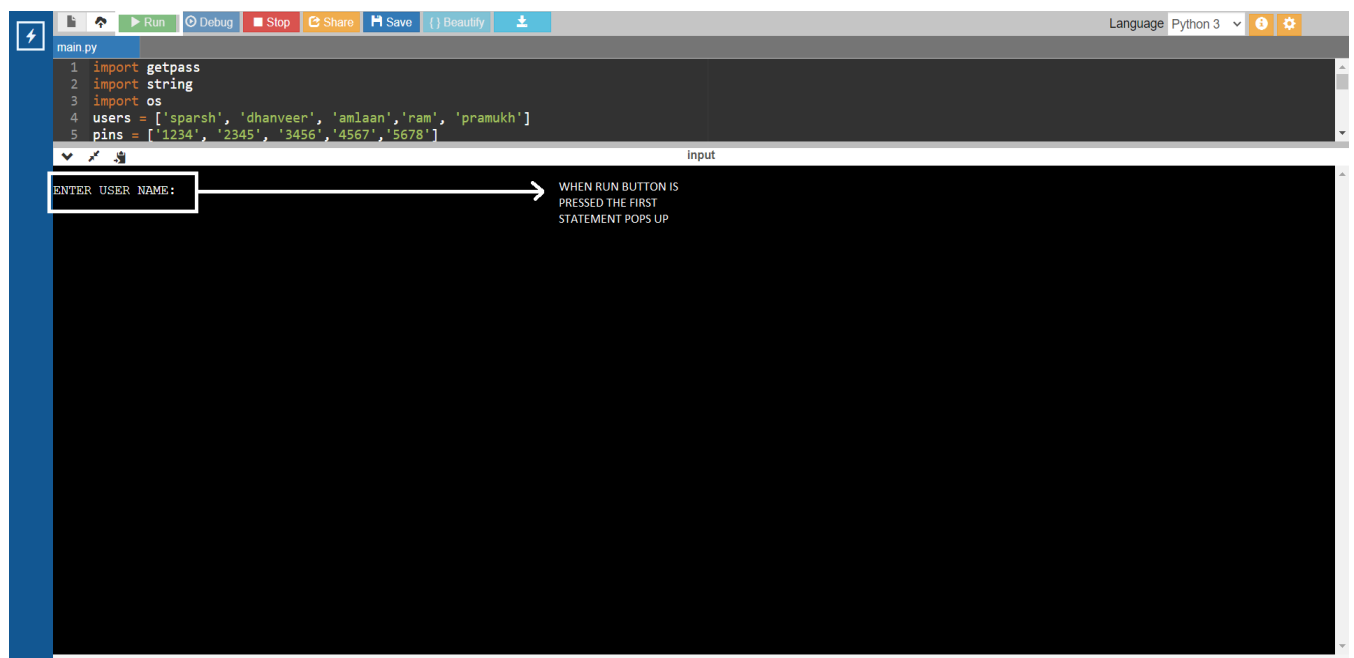 Run Debug Stop Share Save { } Beautify Language Python 3
main.py
1 import getpass
2 import string
3 import os
4 users = ['sparsh', 'dhanveer', 'amlaan','ram', 'pramukh']
5 pins = ['1234', '2345', '3456','4567','5678']
input
ENTER USER NAME:
WHEN RUN BUTTON IS
PRESSED THE FIRST
STATEMENT POPS UP